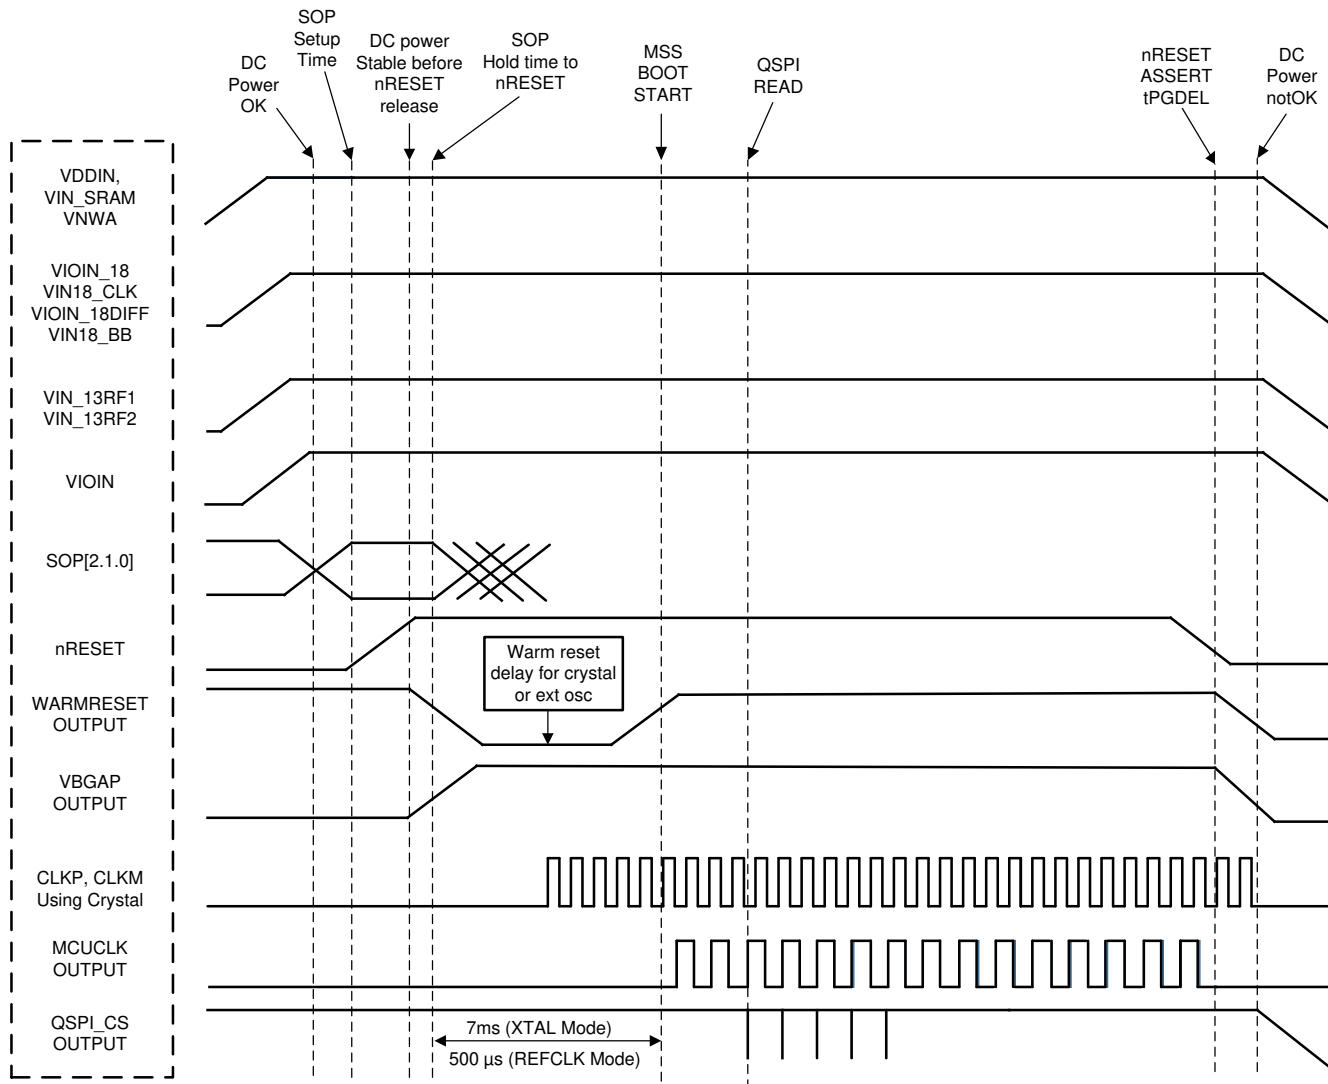 SOP
Setup
Time
DC
Power
OK
DC power
Stable before
nRESET
release
SOP
Hold time to
nRESET
MSS
BOOT
START
QSPI
READ
nRESET
ASSERT
tPGDEL
DC
Power
notOK
VDDIN,
VIN_SRAM
VNWA
VIOIN_18
VIN18_CLK
VIOIN_18DIFF
VIN18_BB
VIN_13RF1
VIN_13RF2
VIOIN
SOP[2.1.0]
nRESET
Warm reset
delay for crystal
or ext osc
WARMRESET
OUTPUT
VBGAP
OUTPUT
CLKP, CLKM
Using Crystal
MCUCLK
OUTPUT
QSPI_CS
OUTPUT
7ms (XTAL Mode)
500 µs (REFCLK Mode)